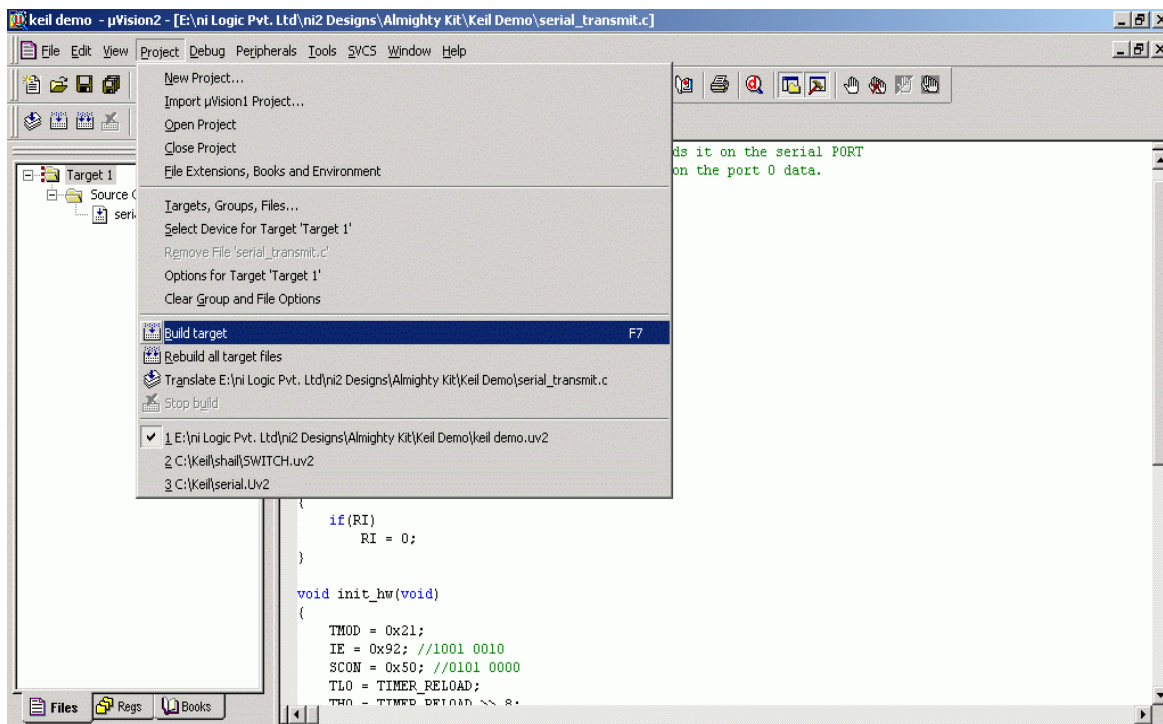 keil demo - µVision2 - [E:\ni Logic Pvt. Ltd\ni2 Designs\Almighty Kit\Keil Demo\serial_transmit.c]
File Edit View Project Debug Peripherals Tools SVCS Window Help
New Project...
Import µVision1 Project...
Open Project
Close Project
File Extensions, Books and Environment
Targets, Groups, Files...
Select Device for Target 'Target 1'
Remove File 'serial_transmit.c'
Options for Target 'Target 1'
Clear Group and File Options
Build target F7
Rebuild all target files
Translate E:\ni Logic Pvt. Ltd\ni2 Designs\Almighty Kit\Keil Demo\serial_transmit.c
Stop build
1 E:\ni Logic Pvt. Ltd\ni2 Designs\Almighty Kit\Keil Demo\keil demo.uv2
2 C:\Keil\shail\SWITCH.uv2
3 C:\Keil\serial.Uv2
Target 1
Source
seri
ds it on the serial PORT
on the port 0 data.
{
if(RI)
RI = 0;
}
void init_hw(void)
{
TMOD = 0x21;
IE = 0x92; //1001 0010
SCON = 0x50; //0101 0000
TL0 = TIMER_RELOAD;
TH0 = TIMER_RELOAD >> 8;
Files Regs Books